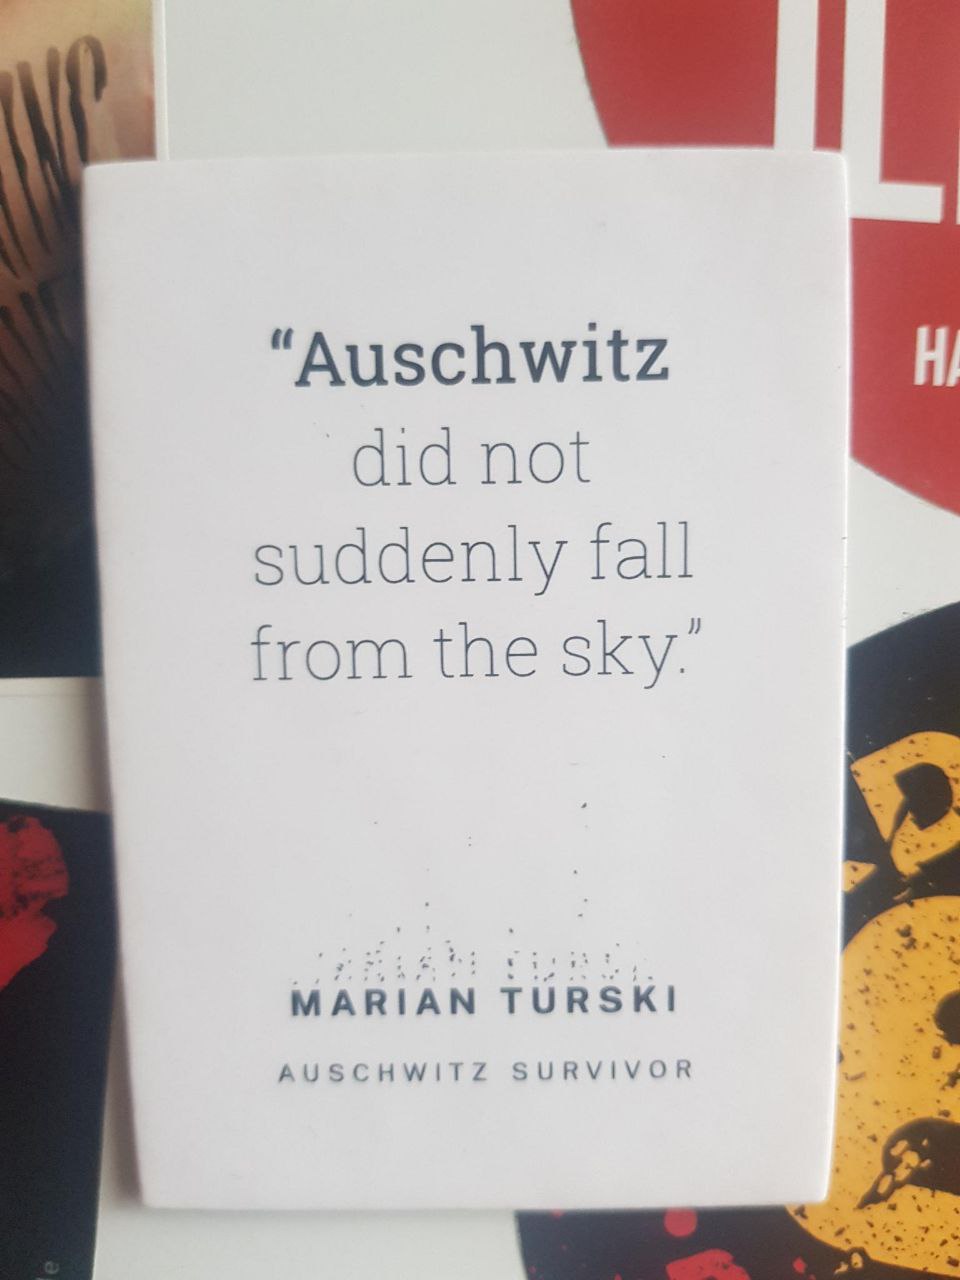 “Auschwitz
did not
suddenly fall
from the sky.”
MARIAN TURSKI
AUSCHWITZ SURVIVOR